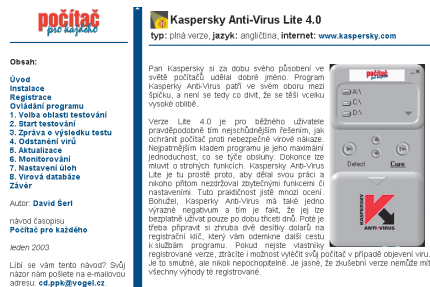 počítač
pro každého
Obsah:
Úvod
Instalace
Registrace
Ovládání programu
1. Volba oblasti testování
2. Start testování
3. Zpráva o výsledku testu
4. Odstanění virů
5. Aktualizace
6. Monitorování
7. Nastavení úloh
8. Virová databáze
Závěr
Autor: David Šerl
návod časopisu
Počítač pro každého
leden 2003
Líbí se vám tento návod? Svůj
názor nám pošlete na e-mailovou
adresu: cd.ppk@vogel.cz
Kaspersky Anti-Virus Lite 4.0
typ: plná verze, jazyk: angličtina, internet: www.kaspersky.com
Pan Kaspersky si za dobu svého působení ve
světě počítačů udělal dobré jméno. Program
Kasperky Anti-Virus patří ve svém oboru mezi
špičku, a není se tedy co divit, že se těší vcelku
vysoké oblibě.
Verze Lite 4.0 je pro běžného uživatele
pravděpodobně tím nejschůdnějším řešením, jak
ochránit počítač proti nebezpečné virové nákaze.
Nejpatrnějším kladem programu je jeho maximální
jednoduchost, co se týče obsluhy. Dokonce lze
mluvit o strohých funkcích. Kaspersky Anti-Virus
Lite je tu prostě proto, aby dělal svou práci a
nikoho přitom nezdržoval zbytečnými funkcemi či
nastaveními. Tuto praktičnost jistě mnozí ocení.
Bohužel, Kasperky Anti-Virus má také jedno
výrazné negativum a tím je fakt, že jej lze
bezplatně užívat pouze po dobu třiceti dnů. Poté je
třeba připravit si zhruba dvě desítky dolarů na
registrační klíč, který vám odemkne další cestu
k službám programu. Pokud nejste vlastníky
registrované verze, ztrácíte i možnost vyléčit svůj počítač v případě objevení viru.
Je to smutné, ale nikoli nepochopitelné. Je jasné, že zkušební verze nemůže mít
všechny výhody té registrované.
počítač
A:\
C:\
D:\
Detect
Cure
KASPERSKY
ANTI-VIRUS